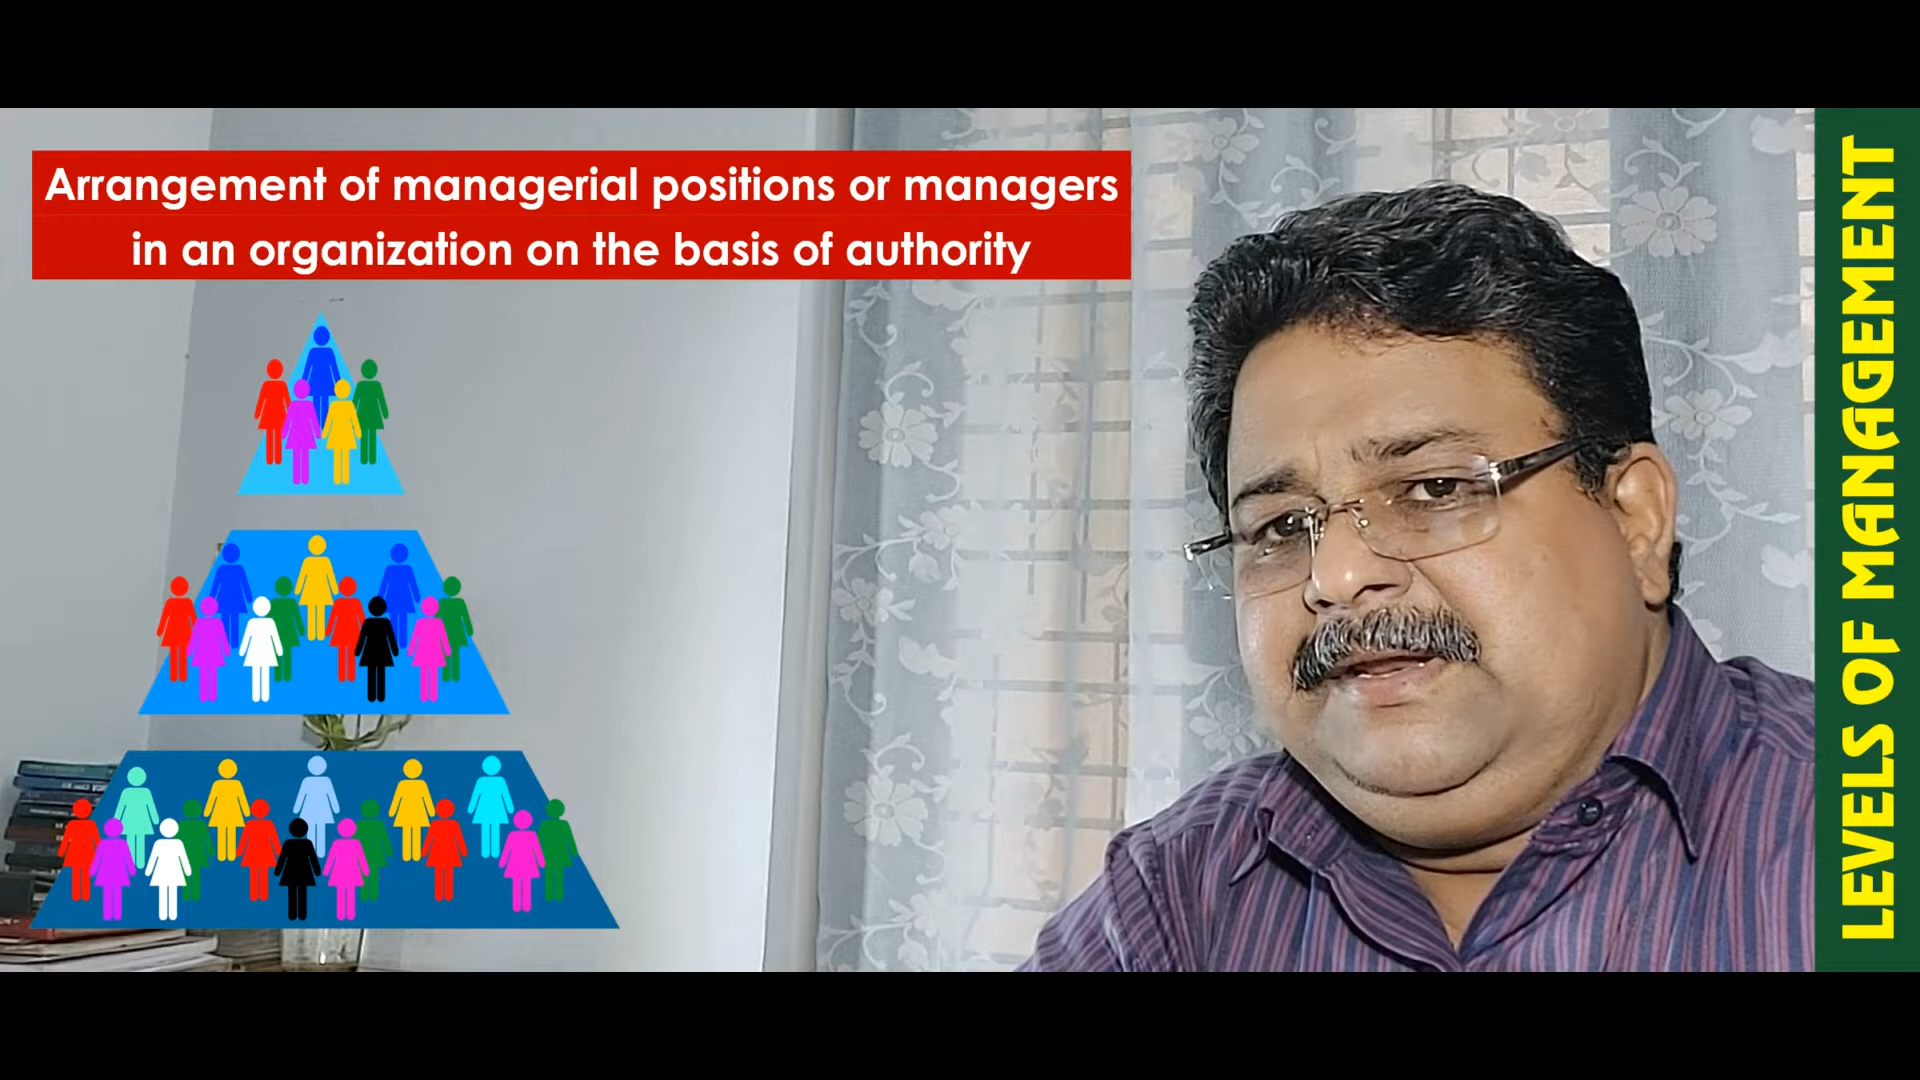 Arrangement of managerial positions or managers
in an organization on the basis of authority
LEVELS OF MANAGEMENT